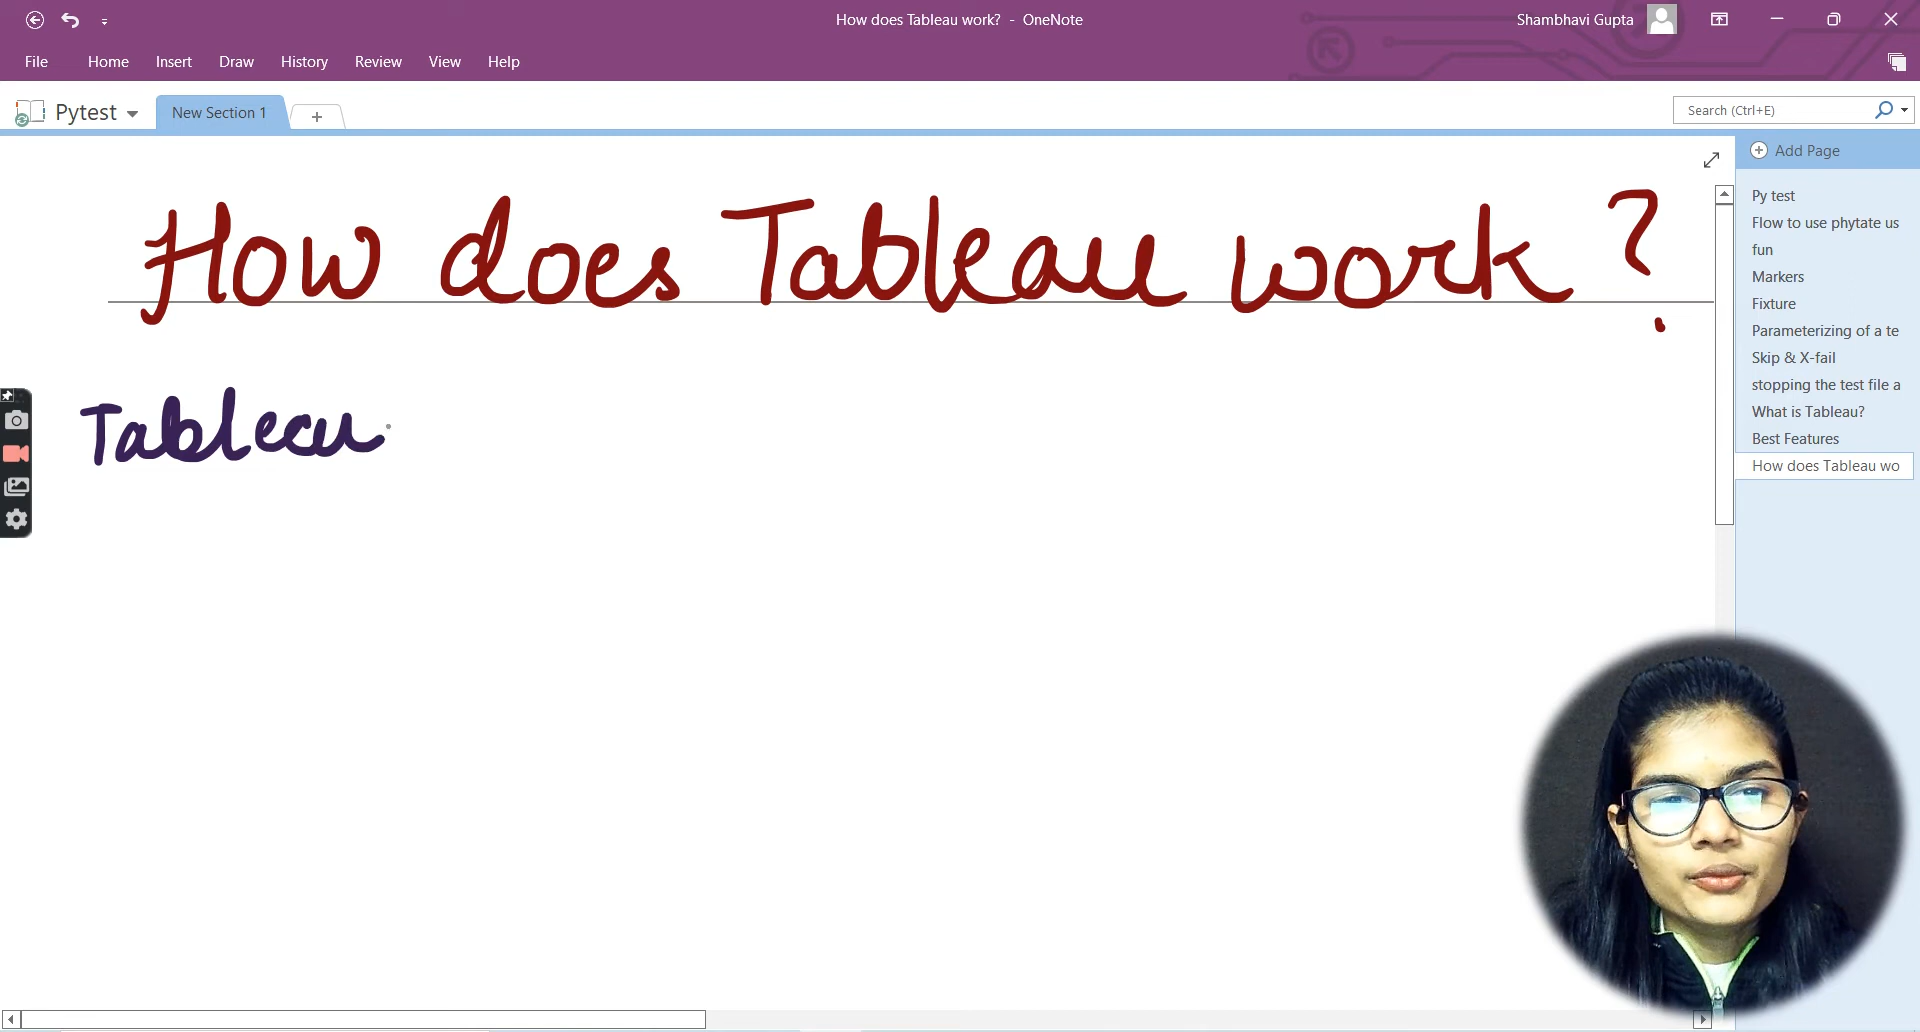 How does Tableau work? - OneNote
Shambhavi Gupta
File Home Insert Draw History Review View Help
Pytest
New Section 1
+
Search (Ctrl+E)
Add Page
How does Tableau work ?
Tableau
Py test
Flow to use phytate us
fun
Markers
Fixture
Parameterizing of a te
Skip & X-fail
stopping the test file a
What is Tableau?
Best Features
How does Tableau wo